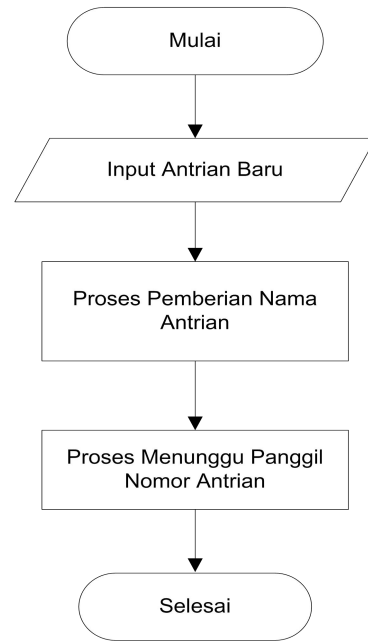 Mulai
Input Antrian Baru
Proses Pemberian Nama
Antrian
Proses Menunggu Panggil
Nomor Antrian
Selesai